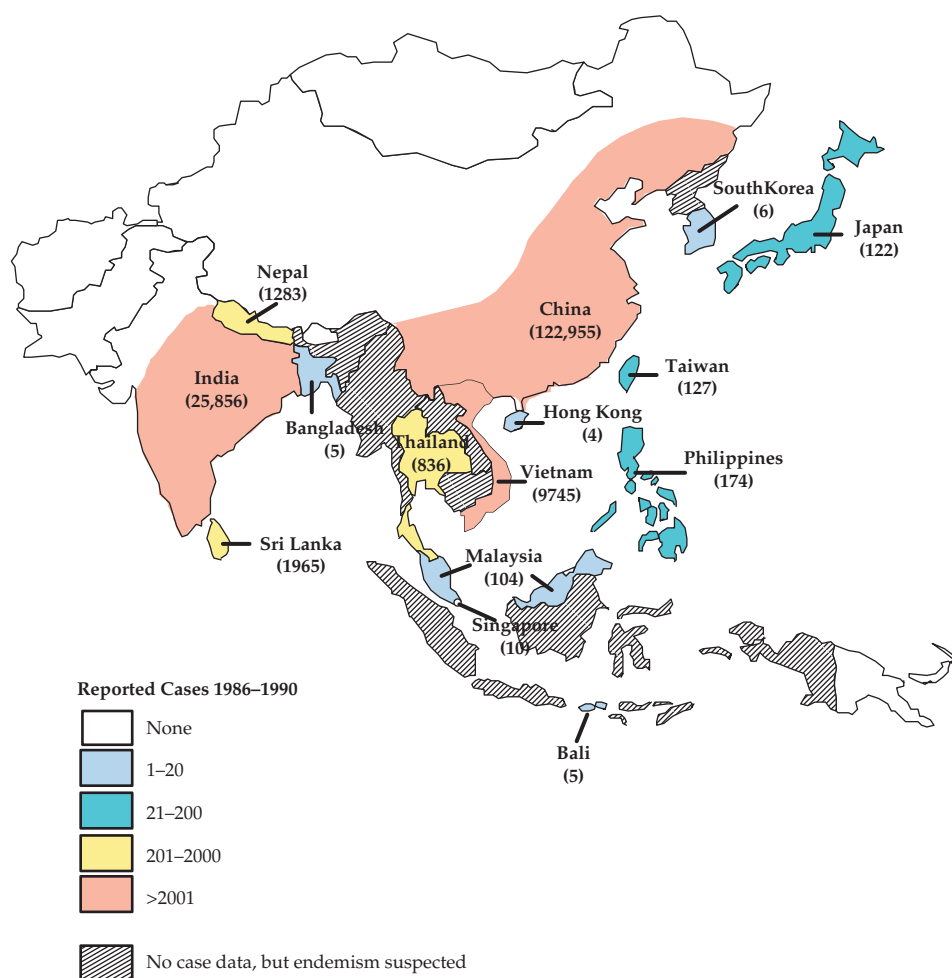 SouthKorea
(6)
Japan
(122)
Nepal
(1283)
China
(122,955)
India
(25,856)
Taiwan
(127)
Hong Kong
(4)
Bangladesh
(5)
Thailand
(836)
Philippines
(174)
Vietnam
(9745)
Sri Lanka
(1965)
Malaysia
(104)
Singapore
(10)
Bali
(5)
Reported Cases 1986–1990
None
1–20
21–200
201–2000
>2001
No case data, but endemism suspected